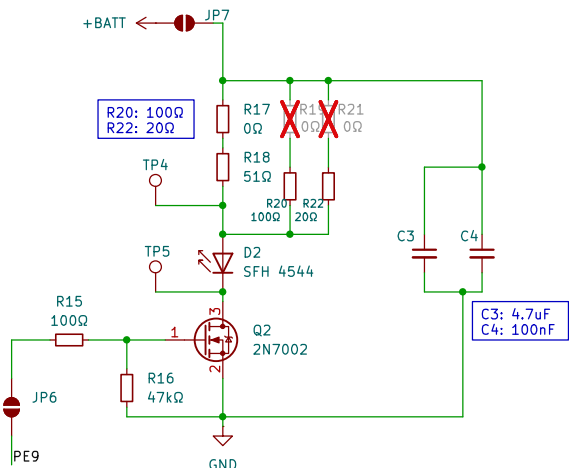 +BATT
JP7
R20: 100Ω
R22: 20Ω
R17
0Ω
R19
0Ω
R21
0Ω
TP4
R18
51Ω
R20
100Ω
R22
20Ω
C3
C4
TP5
D2
SFH 4544
C3: 4.7uF
C4: 100nF
R15
100Ω
1
3
2
Q2
2N7002
R16
47kΩ
JP6
PE9
GND